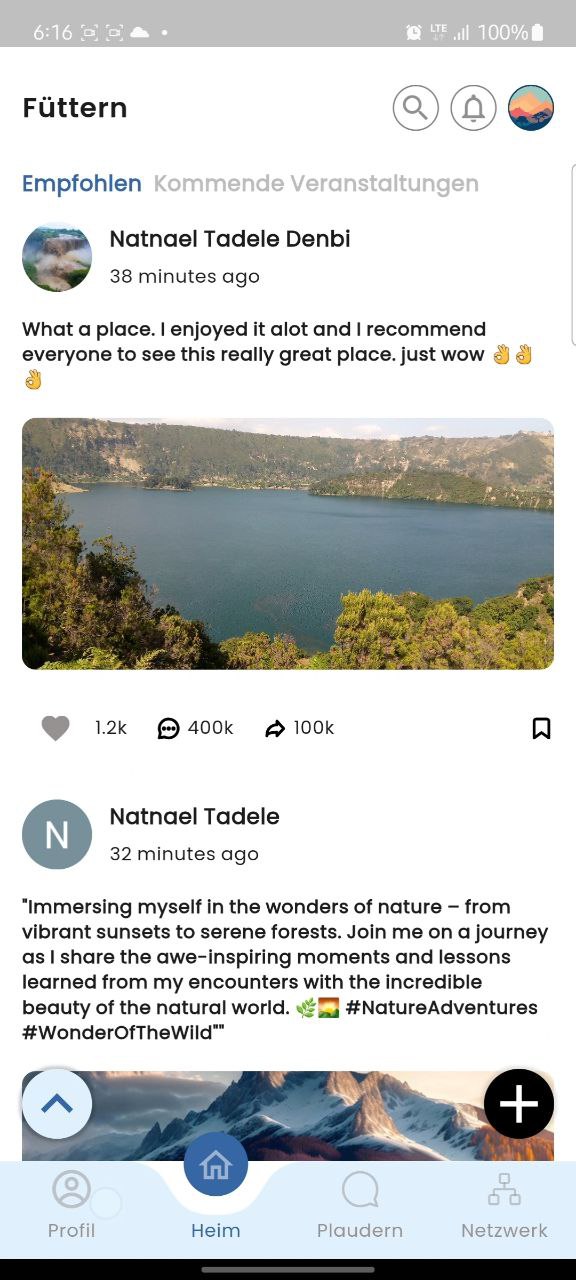 6:16 LTE 100%
Füttern
Empfohlen Kommende Veranstaltungen
Natnael Tadele Denbi
38 minutes ago
What a place. I enjoyed it alot and I recommend
everyone to see this really great place. just wow 👌👌
👌
1.2k 400k 100k
N
Natnael Tadele
32 minutes ago
"Immersing myself in the wonders of nature – from
vibrant sunsets to serene forests. Join me on a journey
as I share the awe-inspiring moments and lessons
learned from my encounters with the incredible
beauty of the natural world. 🌿🌄 #NatureAdventures
#WonderOfTheWild""
Profil Heim Plaudern Netzwerk